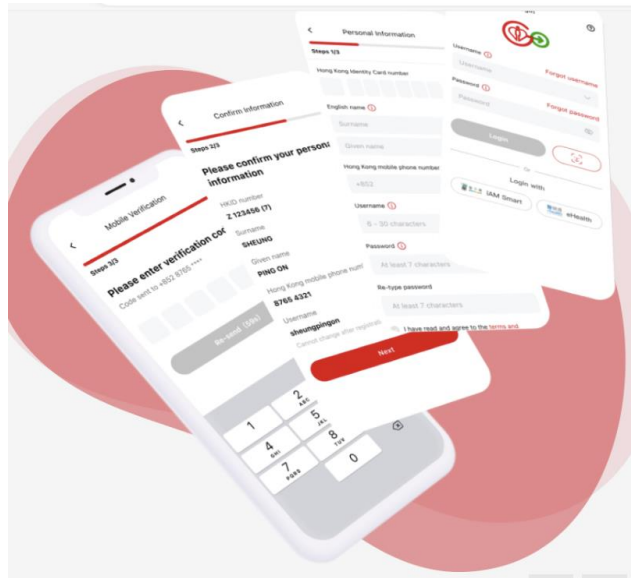 Mobile Verification
Steps 3/3
Please enter verification cod
Code sent to +852 8765 ****
Re-send (59s)
1
2
ABC
4
GHI
5
JKL
7
PQRS
8
TUV
0
Confirm Information
Steps 2/3
Please confirm your persona
information
HKID number
Z 123456 (7)
Surname
SHEUNG
Given name
PING ON
Hong Kong mobile phone numb
8765 4321
Username
sheungpingon
Cannot change after registrati
Next
Personal Information
Steps 1/3
Hong Kong Identity Card number
English name
Surname
Given name
Hong Kong mobile phone number
+852
Username
6 - 30 characters
Password
At least 7 characters
Re-type password
At least 7 characters
I have read and agree to the terms and
Username
Username
Forgot username
Password
Password
Forgot password
Login
Or
Login with
IAM Smart
eHealth